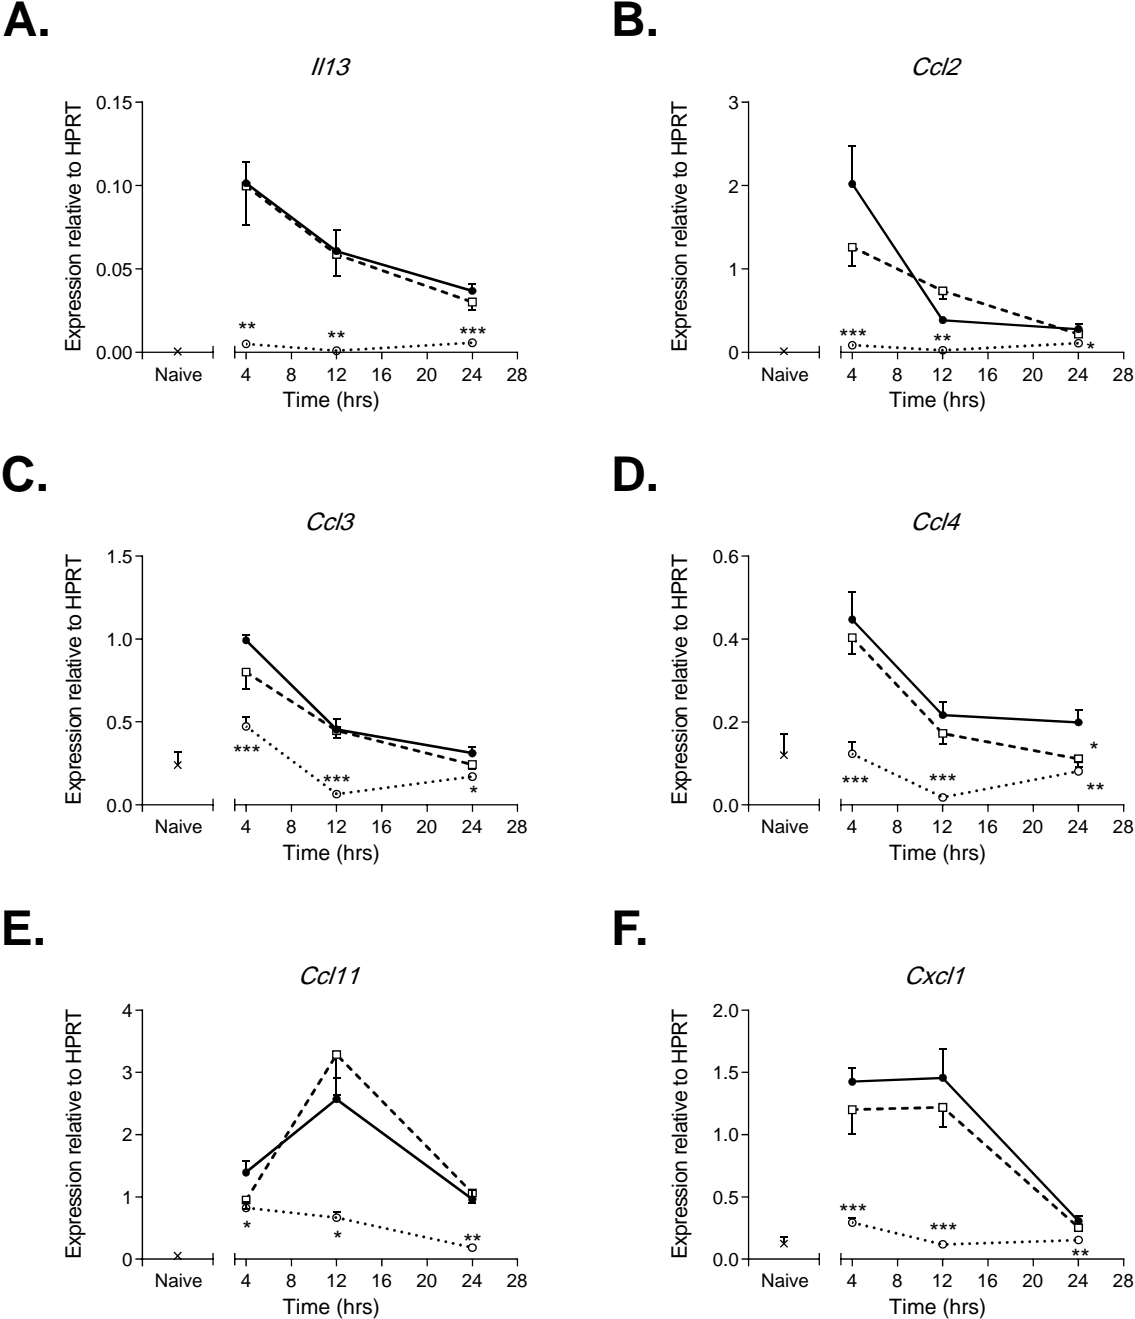 A.
Il13
Expression relative to HPRT
0.15
0.10
0.05
0.00
** ** ***
Naive 4 8 12 16 20 24 28
Time (hrs)
B.
Ccl2
Expression relative to HPRT
3
2
1
0
*** ** *
Naive 4 8 12 16 20 24 28
Time (hrs)
C.
Ccl3
Expression relative to HPRT
1.5
1.0
0.5
0.0
*** *** *
Naive 4 8 12 16 20 24 28
Time (hrs)
D.
Ccl4
Expression relative to HPRT
0.6
0.4
0.2
0.0
*
*** *** **
Naive 4 8 12 16 20 24 28
Time (hrs)
E.
Ccl11
Expression relative to HPRT
4
3
2
1
0
* * **
Naive 4 8 12 16 20 24 28
Time (hrs)
F.
Cxcl1
Expression relative to HPRT
2.0
1.5
1.0
0.5
0.0
*** *** **
Naive 4 8 12 16 20 24 28
Time (hrs)